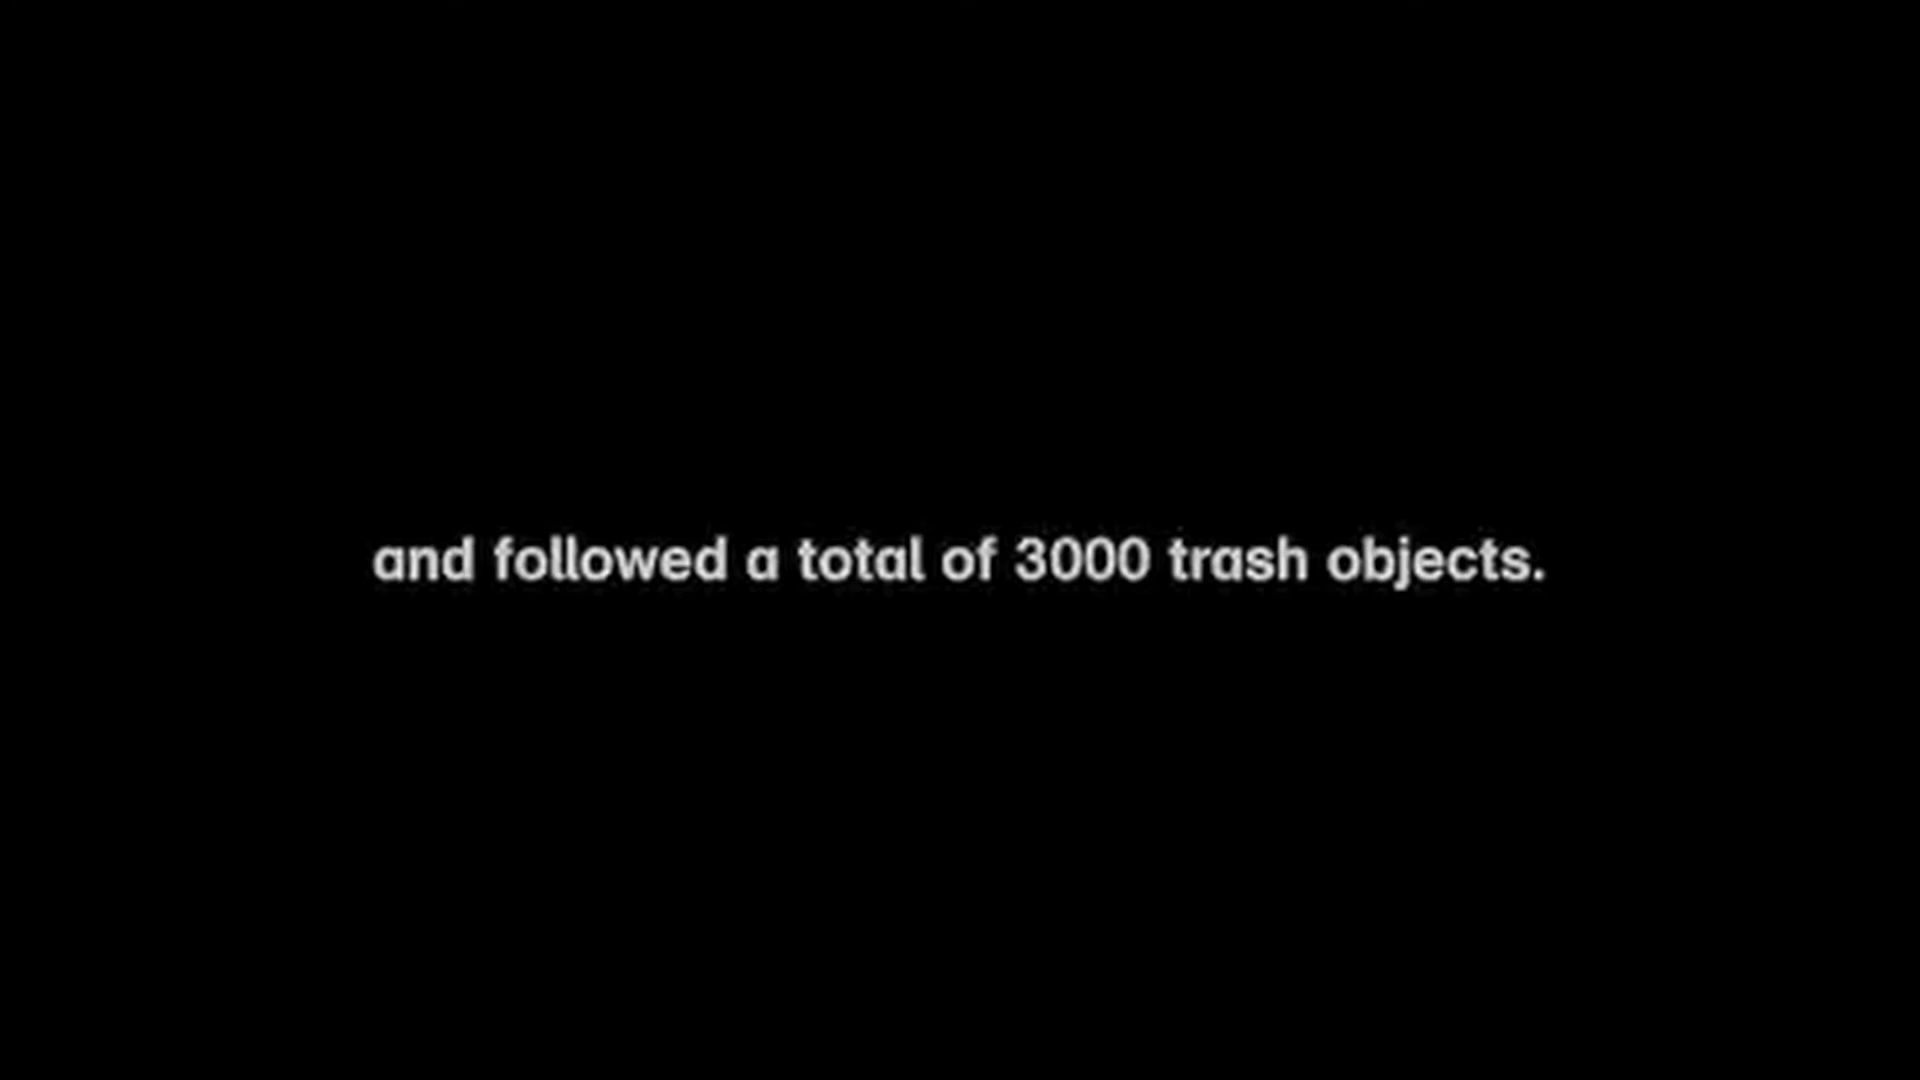 and followed a total of 3000 trash objects.